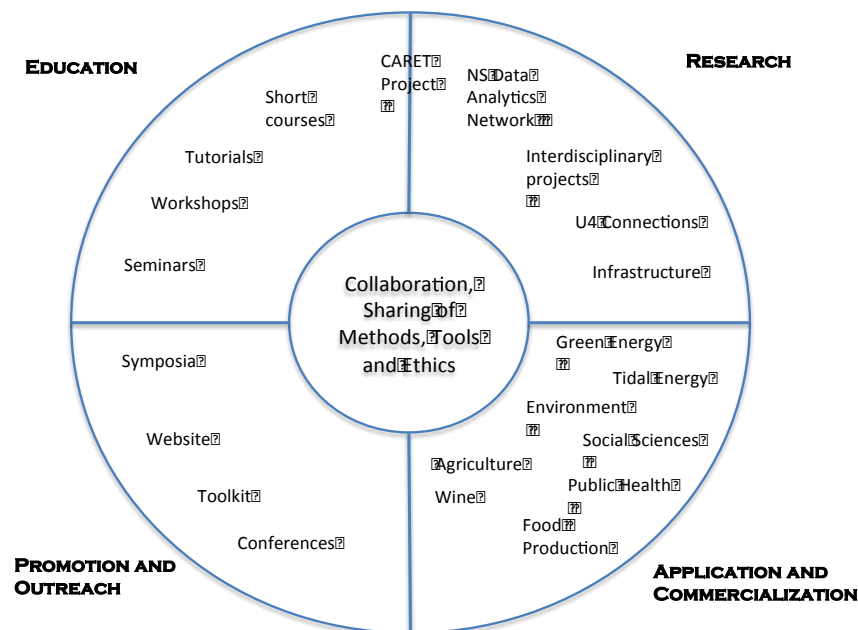 EDUCATION
RESEARCH
CARET
Project
NS Data
Analytics
Network
Short
courses
Tutorials
Interdisciplinary
projects
Workshops
U4 Connections
Seminars
Infrastructure
Collaboration,
Sharing of
Methods, Tools
and Ethics
Symposia
Website
Toolkit
Conferences
Green Energy
Tidal Energy
Environment
Social Sciences
Agriculture
Public Health
Wine
Food
Production
PROMOTION AND
OUTREACH
APPLICATION AND
COMMERCIALIZATION